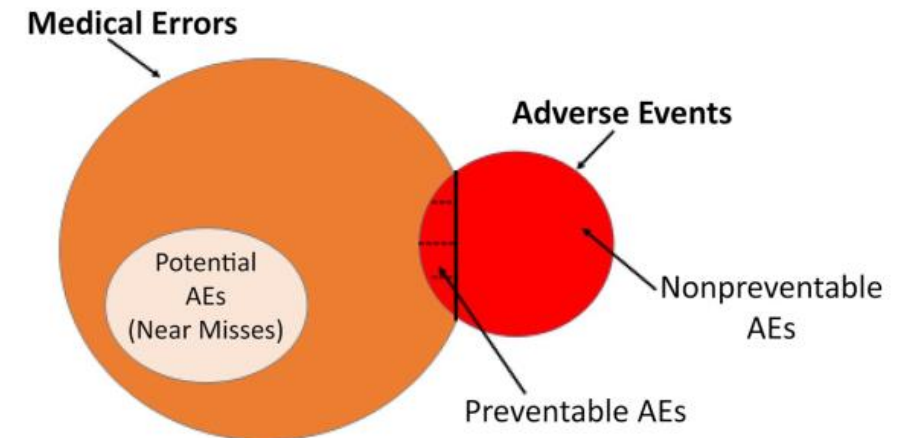 Medical Errors
Adverse Events
Potential
AEs
(Near Misses)
Nonpreventable
AEs
Preventable AEs